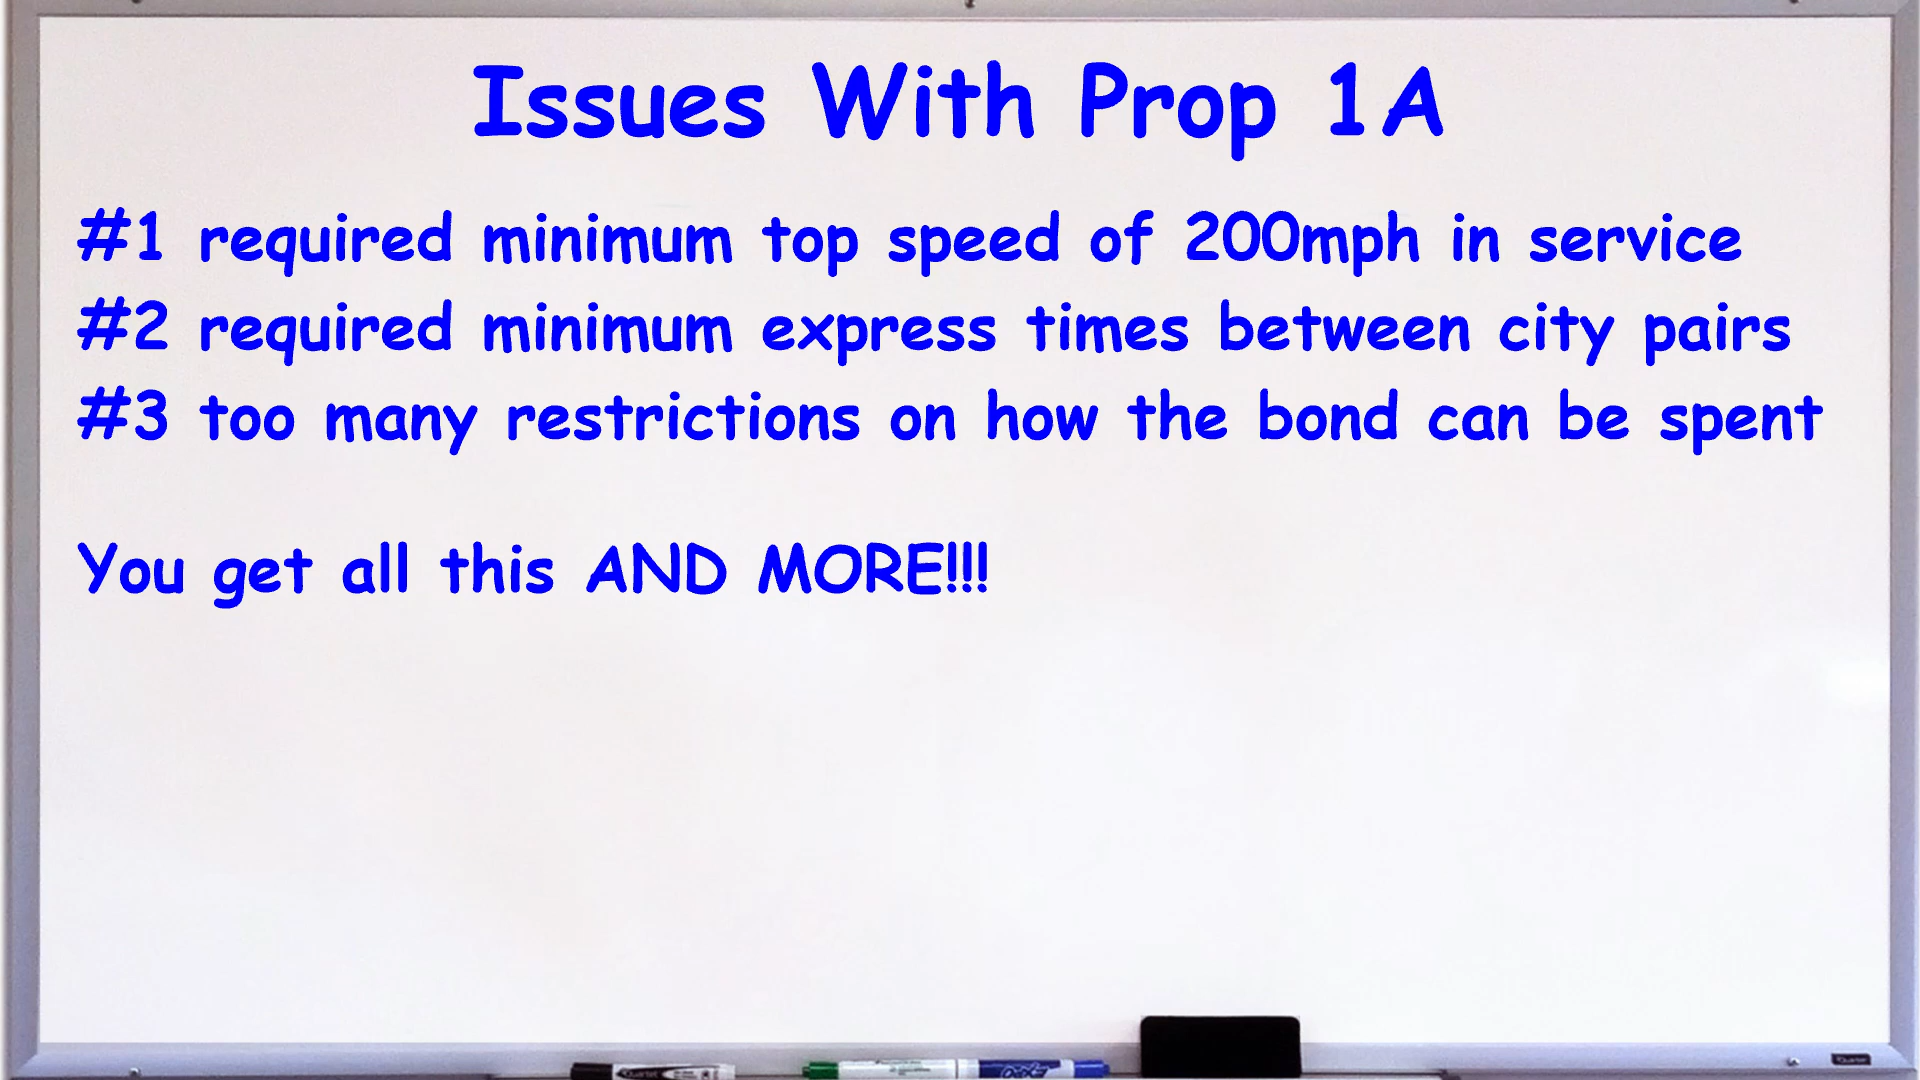 Issues With Prop 1A
#1 required minimum top speed of 200mph in service
#2 required minimum express times between city pairs
#3 too many restrictions on how the bond can be spent
You get all this AND MORE!!!